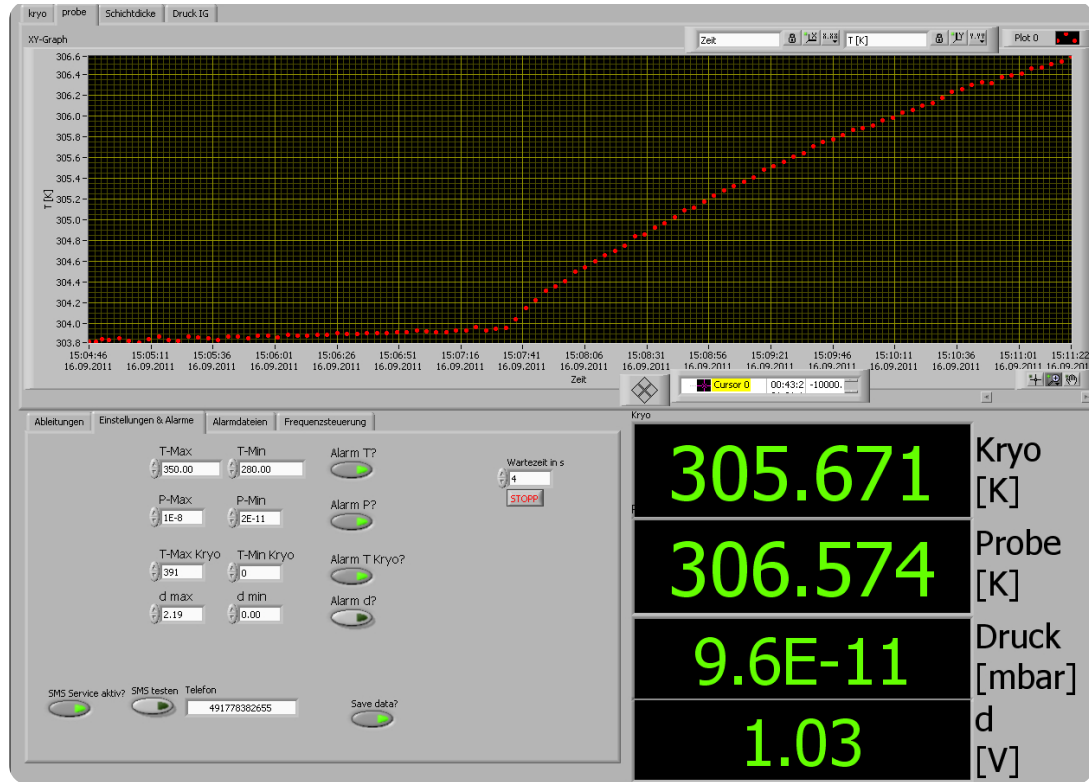 kryo probe Schichtdicke Druck IG
XY-Graph
Zeit T [K] Plot 0
306.6
306.4
306.2
306.0
305.8
305.6
305.4
305.2
305.0
304.8
304.6
304.4
304.2
304.0
303.8
T [K]
15:04:46 15:05:11 15:05:36 15:06:01 15:06:26 15:06:51 15:07:16 15:07:41 15:08:06 15:08:31 15:08:56 15:09:21 15:09:46 15:10:11 15:10:36 15:11:01 15:11:22
16.09.2011 16.09.2011 16.09.2011 16.09.2011 16.09.2011 16.09.2011 16.09.2011 16.09.2011 16.09.2011 16.09.2011 16.09.2011 16.09.2011 16.09.2011 16.09.2011 16.09.2011 16.09.2011 16.09.2011
Zeit
Cursor 0 00:43:2 -10000.
Ableitungen Einstellungen & Alarme Alarmdateien Frequenzsteuerung
T-Max T-Min Alarm T?
350.00 280.00
Wartezeit in s
4
STOPP
P-Max P-Min Alarm P?
1E-8 2E-11
T-Max Kryo T-Min Kryo Alarm T Kryo?
391 0
d max d min Alarm d?
2.19 0.00
SMS Service aktiv? SMS testen Telefon
491778382655
Save data?
Kryo
305.671 Kryo [K]
306.574 Probe [K]
9.6E-11 Druck [mbar]
1.03 d [V]